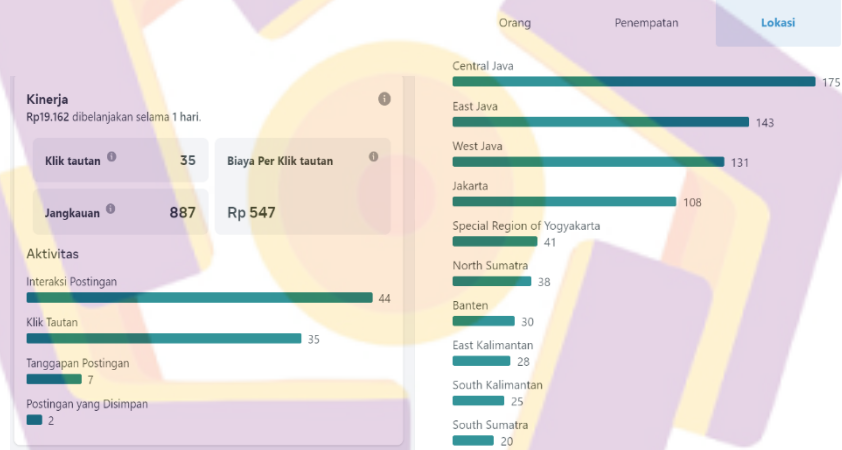 Orang Penempatan Lokasi
Kinerja
Rp19.162 dibelanjakan selama 1 hari.
Klik tautan 35
Biaya Per Klik tautan
Jangkauan 887
Rp 547
Aktivitas
Interaksi Postingan
44
Klik Tautan
35
Tanggapan Postingan
7
Postingan yang Disimpan
2
Central Java
175
East Java
143
West Java
131
Jakarta
108
Special Region of Yogyakarta
41
North Sumatra
38
Banten
30
East Kalimantan
28
South Kalimantan
25
South Sumatra
20